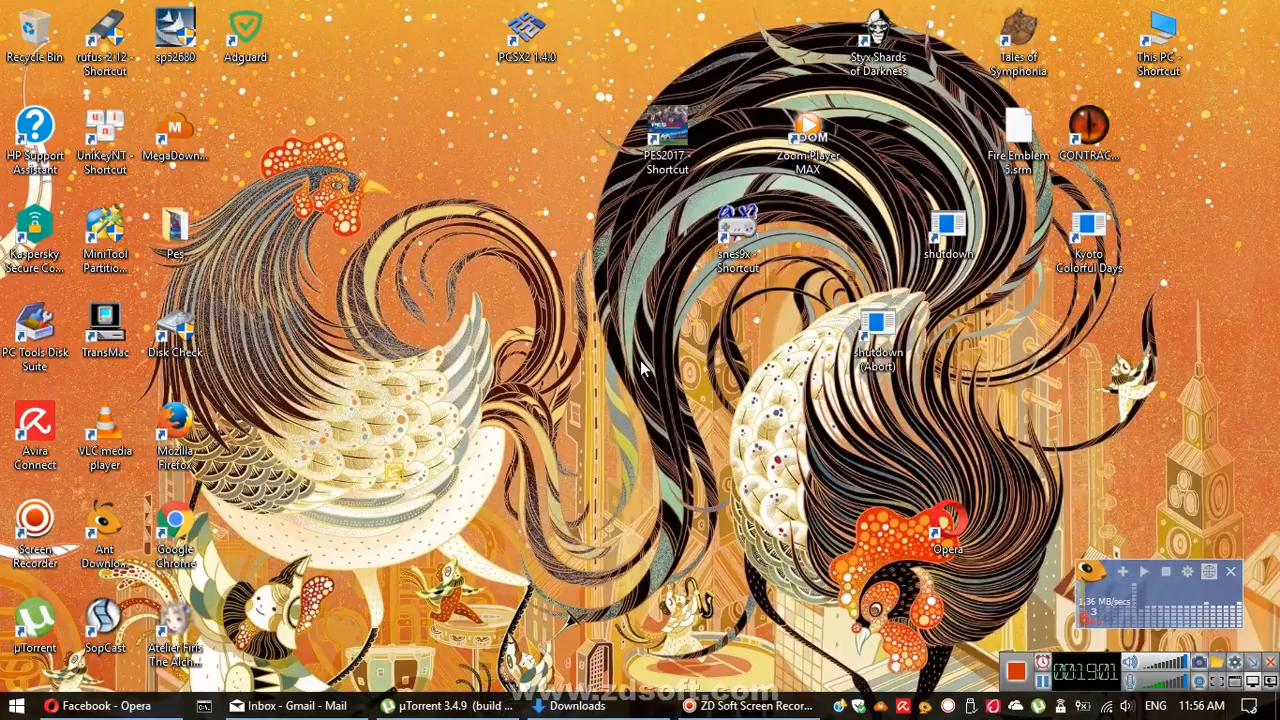 Recycle Bin
rufus-2.12 -
Shortcut
sp52680
Adguard
PCSX2 1.4.0
Styx Shards
of Darkness
Tales of
Symphonia
This PC -
Shortcut
HP Support
Assistant
UniKeyNT -
Shortcut
MegaDown...
PES2017 -
Shortcut
ZOOM
Zoom Player
MAX
Fire Emblem
5.srm
CONTRAC...
Kaspersky
Secure Co...
MiniTool
Partitio...
Pes
snes9x -
Shortcut
shutdown
Kyoto
Colorful Days
PC Tools Disk
Suite
TransMac
Disk Check
shutdown
(Abort)
Avira
Connect
VLC media
player
Mozilla
Firefox
Screen
Recorder
Ant
Downlo...
Google
Chrome
Opera
1.36 MB/secs
3
µTorrent
SopCast
Atelier Firis
The Alch...
00:19:01
www.zdsoft.com
Facebook - Opera
Inbox - Gmail - Mail
µTorrent 3.4.9 (build ...
Downloads
ZD Soft Screen Recor...
ENG
11:56 AM